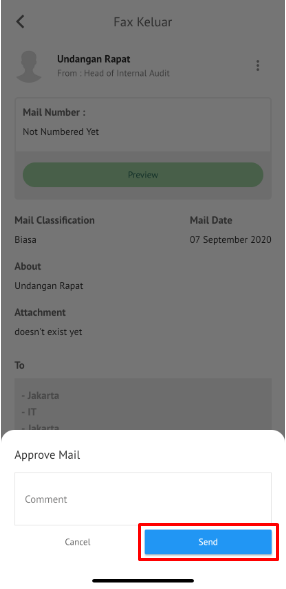 Fax Keluar
Undangan Rapat
From : Head of Internal Audit
Mail Number :
Not Numbered Yet
Preview
Mail Classification
Mail Date
Biasa
07 September 2020
About
Undangan Rapat
Attachment
doesn't exist yet
To
- Jakarta
- IT
- Jakarta
Approve Mail
Comment
Cancel
Send